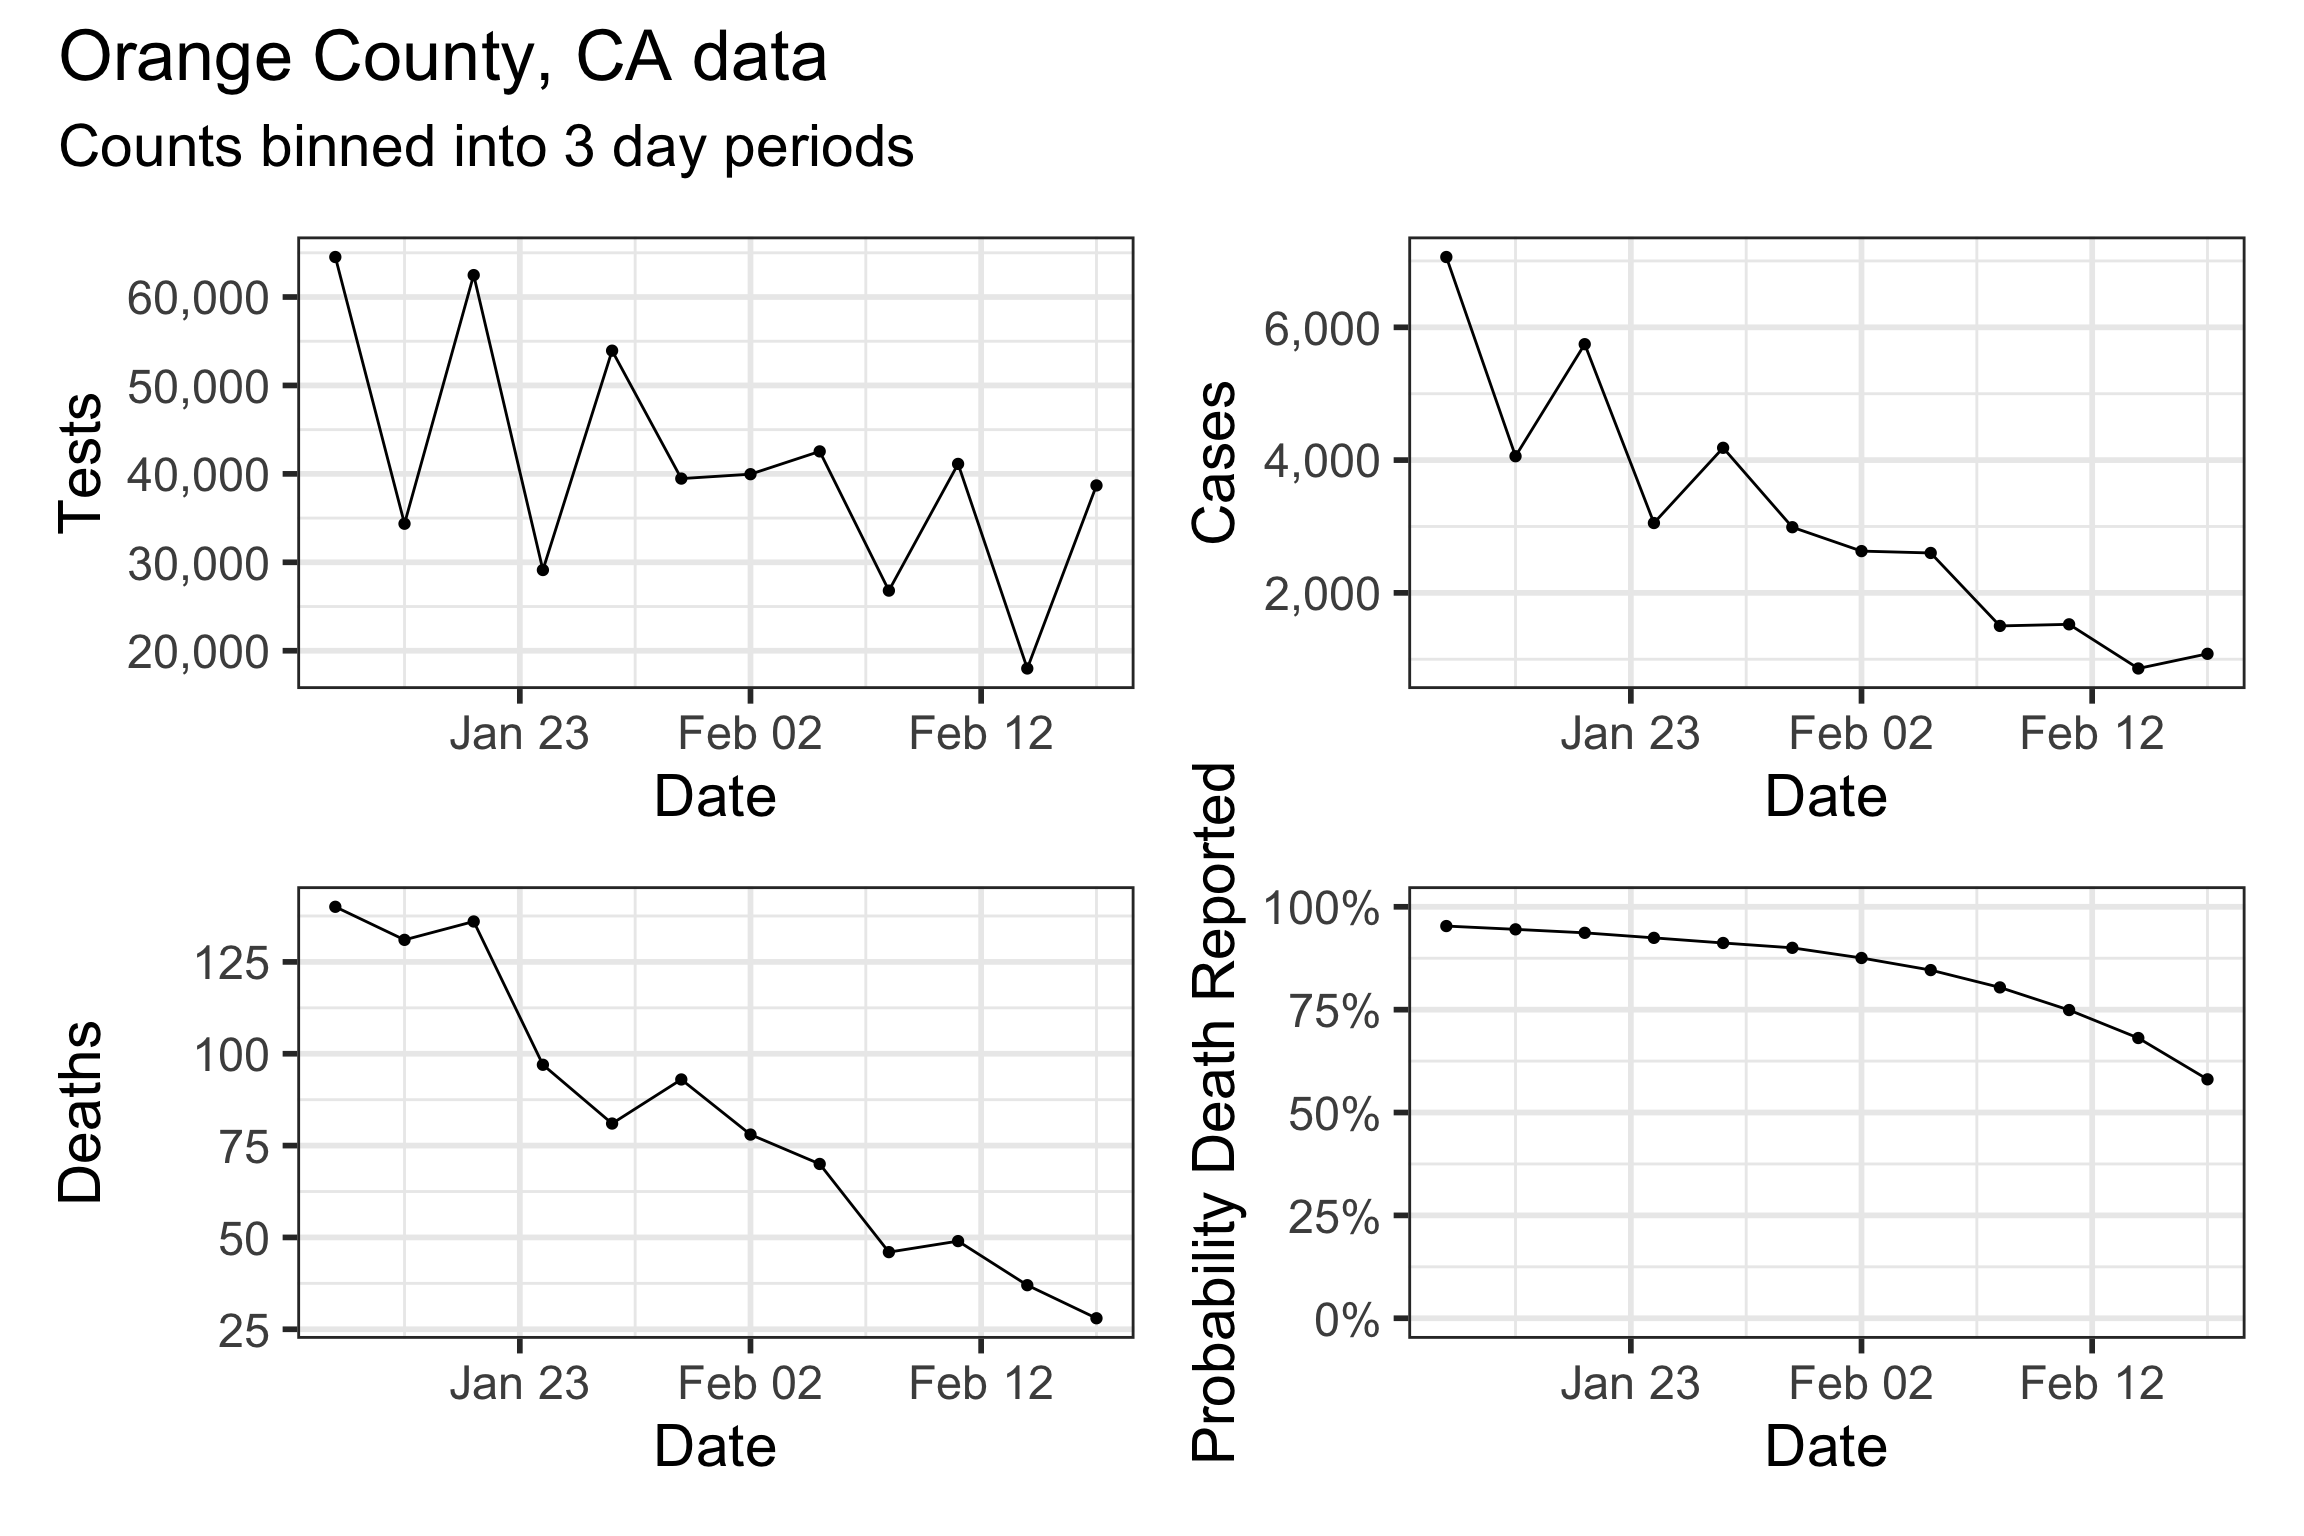 Orange County, CA data
Counts binned into 3 day periods
Tests
60,000
50,000
40,000
30,000
20,000
Jan 23 Feb 02 Feb 12
Date
Cases
6,000
4,000
2,000
Jan 23 Feb 02 Feb 12
Date
Deaths
125
100
75
50
25
Jan 23 Feb 02 Feb 12
Date
Probability Death Reported
100%
75%
50%
25%
0%
Jan 23 Feb 02 Feb 12
Date